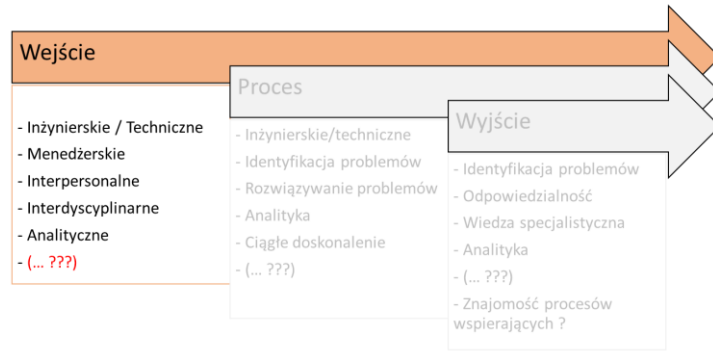 Wejście
- Inżynierskie / Techniczne
- Menedżerskie
- Interpersonalne
- Interdyscyplinarne
- Analityczne
- (... ???)
Proces
- Inżynierskie/techniczne
- Identyfikacja problemów
- Rozwiązywanie problemów
- Analityka
- Ciągłe doskonalenie
- (... ???)
Wyjście
- Identyfikacja problemów
- Odpowiedzialność
- Wiedza specjalistyczna
- Analityka
- (... ???)
- Znajomość procesów
wspierających ?